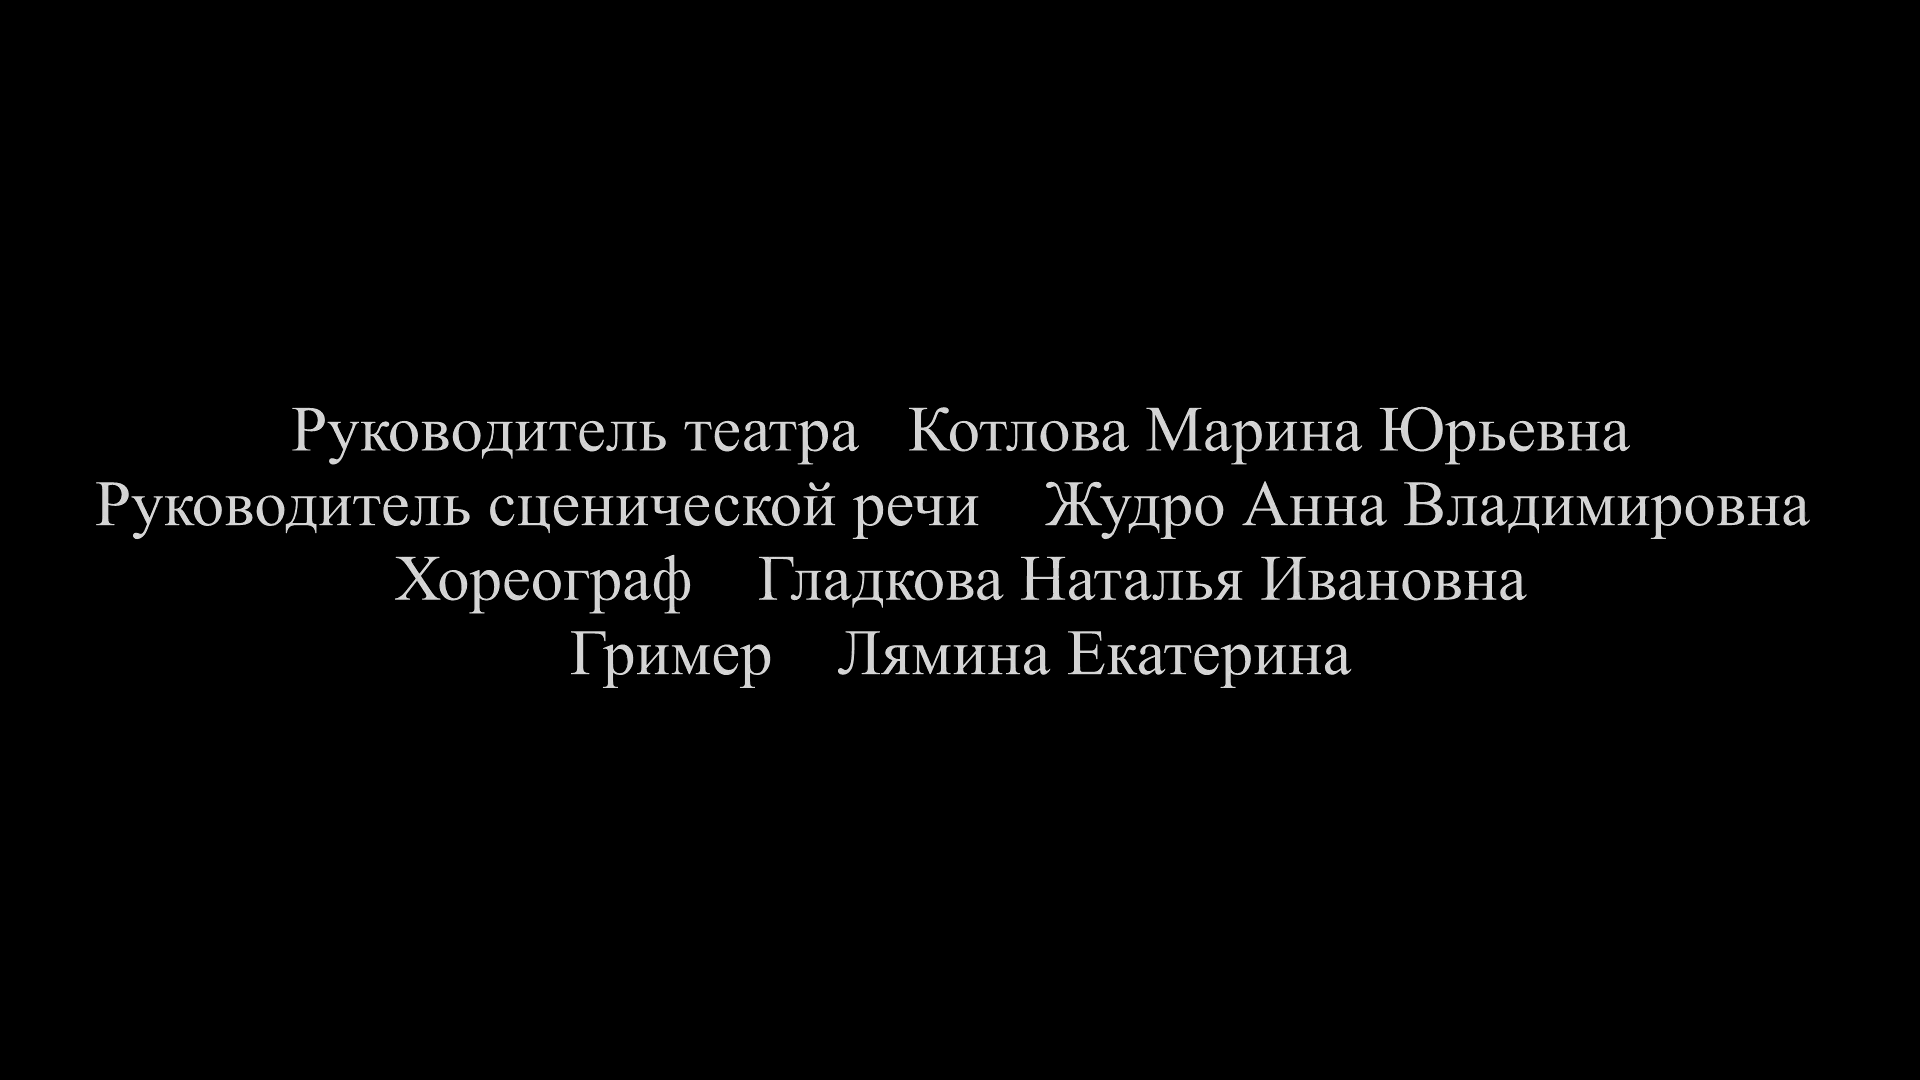 Руководитель театра Котлова Марина Юрьевна
Руководитель сценической речи Жудро Анна Владимировна
Хореограф Гладкова Наталья Ивановна
Гример Лямина Екатерина